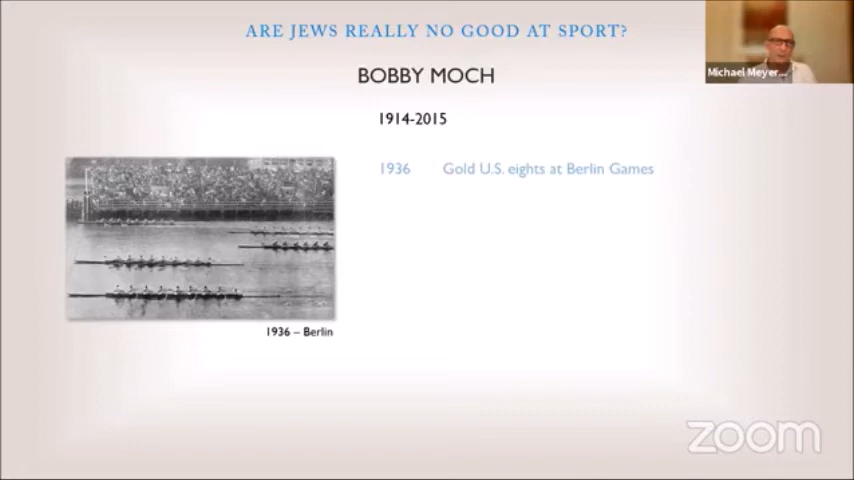 ARE JEWS REALLY NO GOOD AT SPORT?
BOBBY MOCH
1914-2015
1936 Gold U.S. eights at Berlin Games
1936 – Berlin
Michael Meyer...
zoom